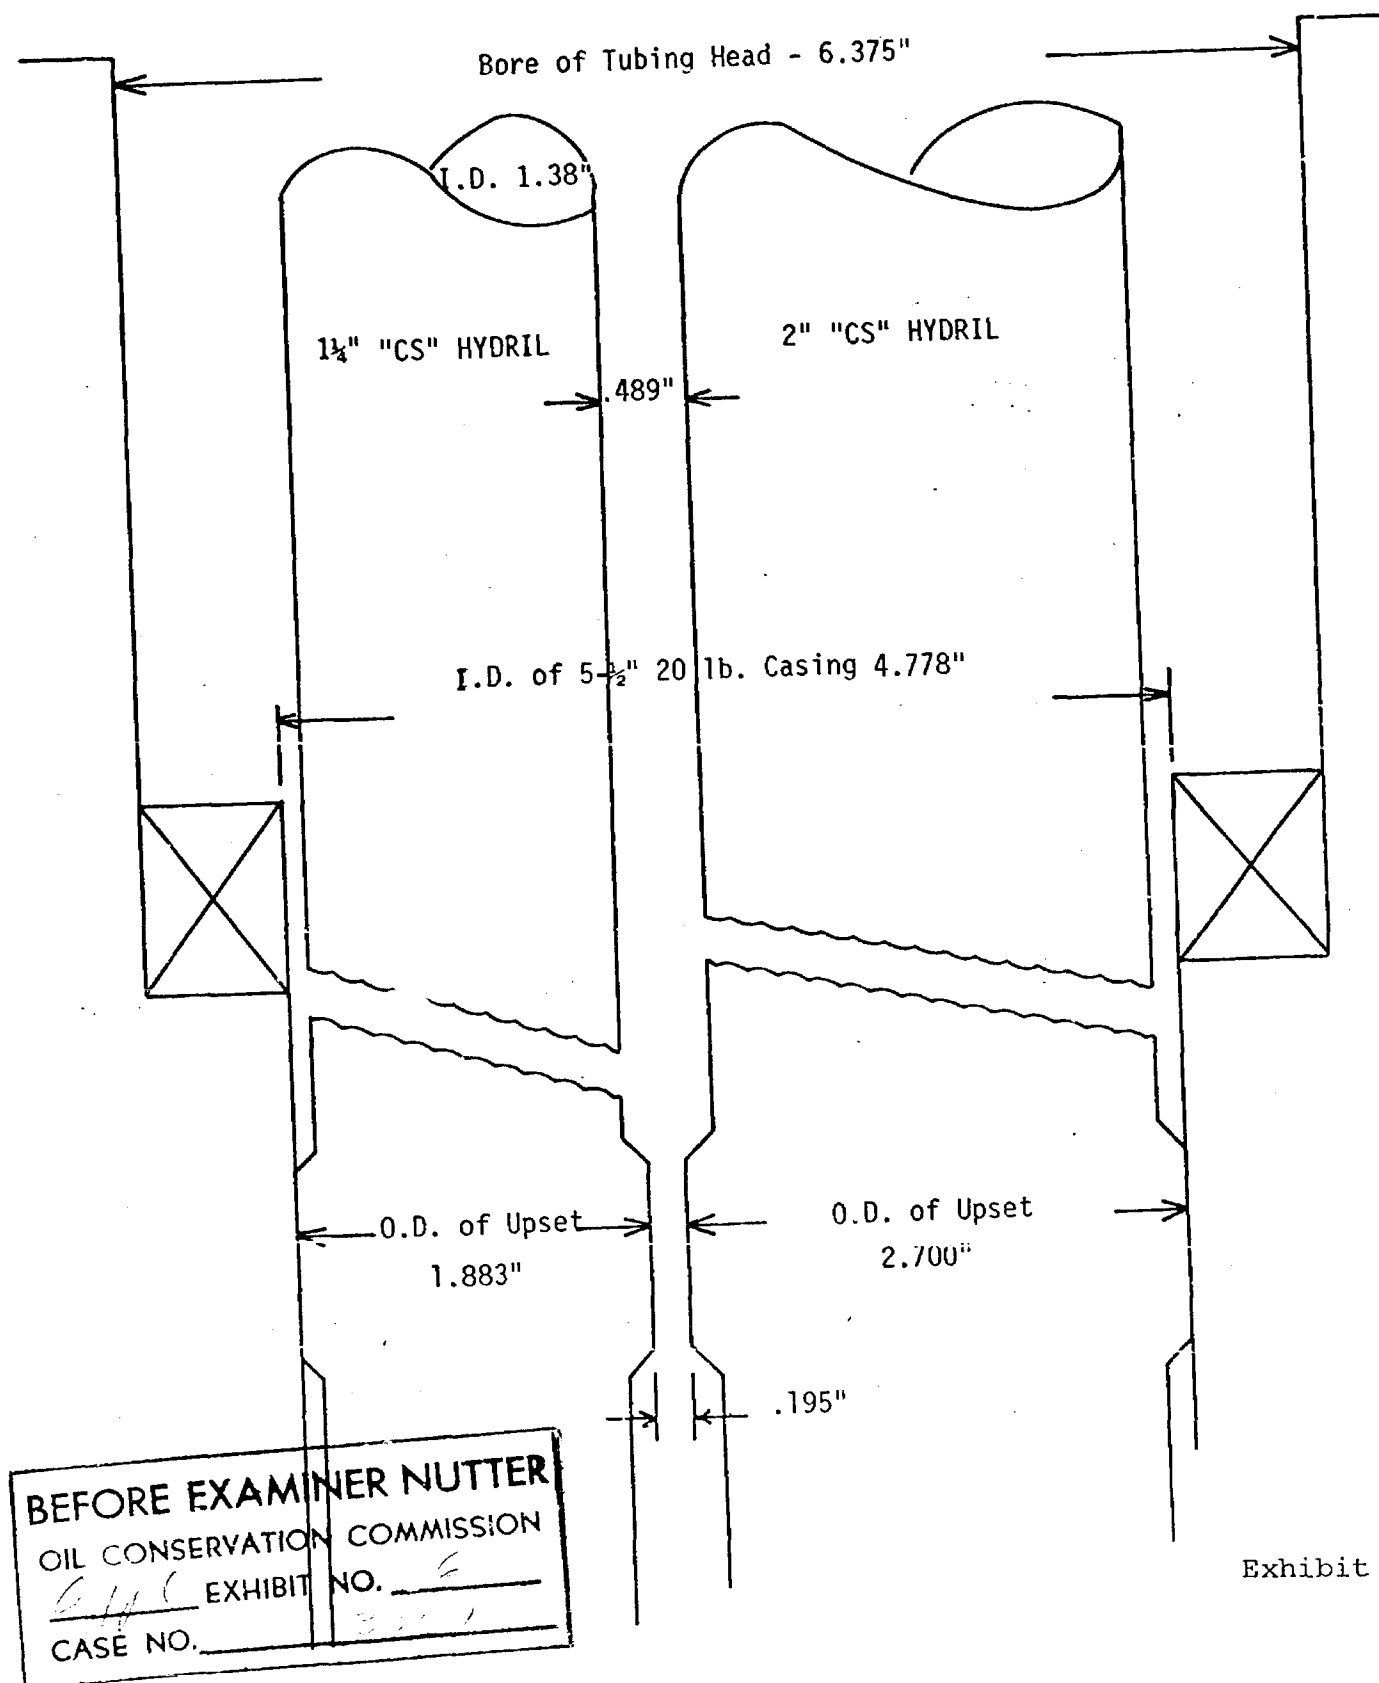 Bore of Tubing Head - 6.375"
I.D. 1.38"
1¼" "CS" HYDRIL
2" "CS" HYDRIL
.489"
I.D. of 5-½" 20 lb. Casing 4.778"
O.D. of Upset
1.883"
O.D. of Upset
2.700"
.195"
BEFORE EXAMINER NUTTER
OIL CONSERVATION COMMISSION
EXHIBIT NO.
CASE NO.
Exhibit